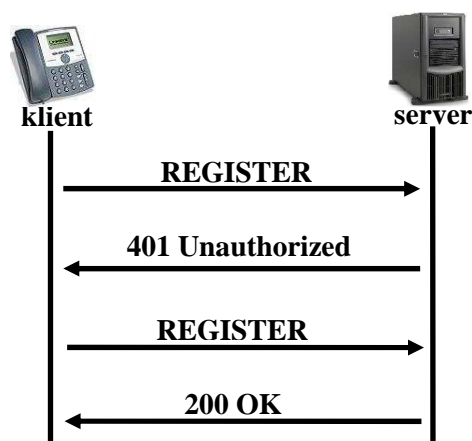 klient
server
REGISTER
401 Unauthorized
REGISTER
200 OK